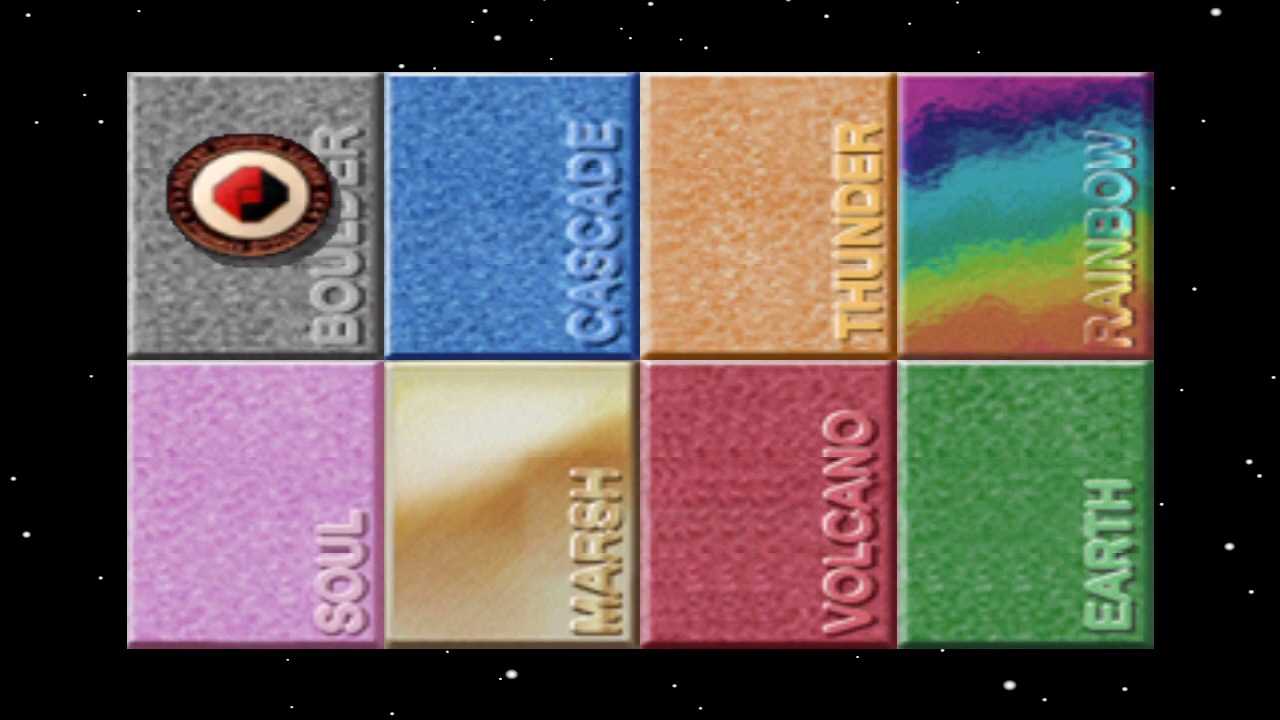 BOULDER
CASCADE
THUNDER
RAINBOW
SOUL
MARSH
VOLCANO
EARTH